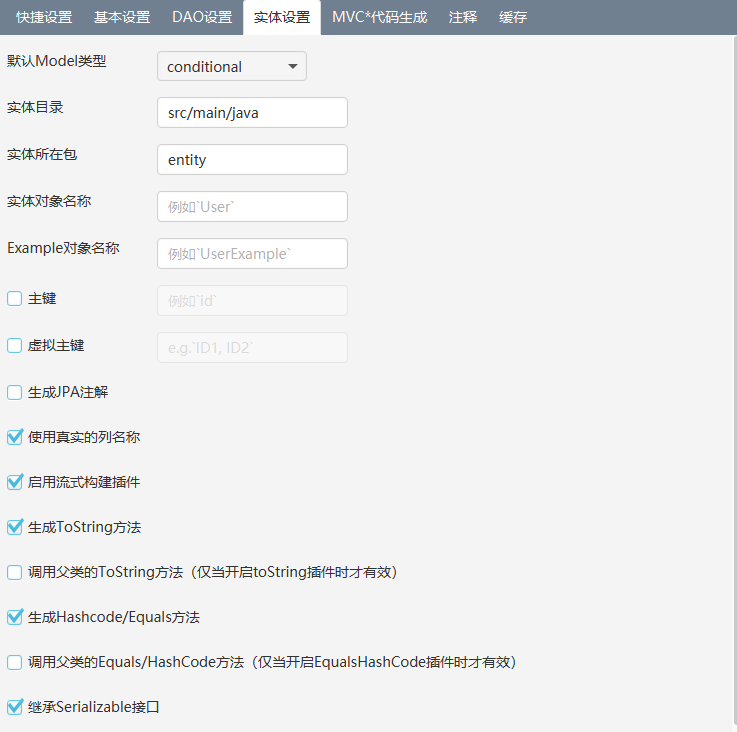 快捷设置 基本设置 DAO设置 实体设置 MVC*代码生成 注释 缓存
默认Model类型 conditional
实体目录 src/main/java
实体所在包 entity
实体对象名称 例如`User`
Example对象名称 例如`UserExample`
主键 例如`id`
虚拟主键 e.g.`ID1, ID2`
生成JPA注解
使用真实的列名称
启用流式构建插件
生成ToString方法
调用父类的ToString方法（仅当开启toString插件时才有效）
生成Hashcode/Equals方法
调用父类的Equals/HashCode方法（仅当开启EqualsHashCode插件时才有效）
继承Serializable接口